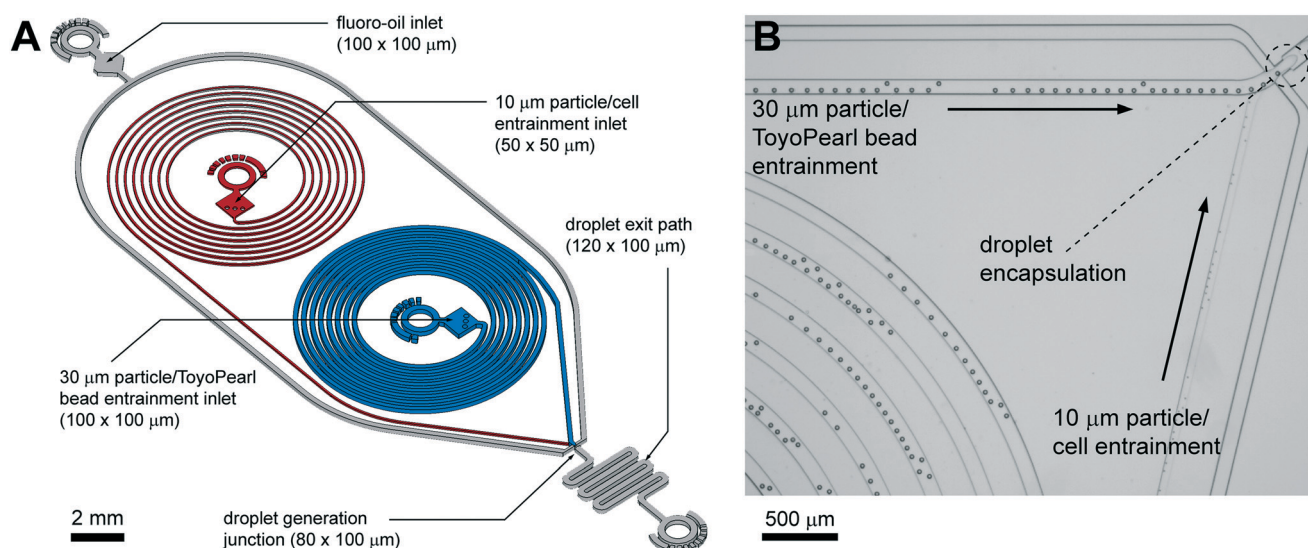 A
fluoro-oil inlet
(100 x 100 μm)
10 μm particle/cell
entrainment inlet
(50 x 50 μm)
droplet exit path
(120 x 100 μm)
30 μm particle/ToyoPearl
bead entrainment inlet
(100 x 100 μm)
2 mm
droplet generation
junction (80 x 100 μm)
B
30 μm particle/
ToyoPearl bead
entrainment
droplet
encapsulation
10 μm particle/
cell entrainment
500 μm